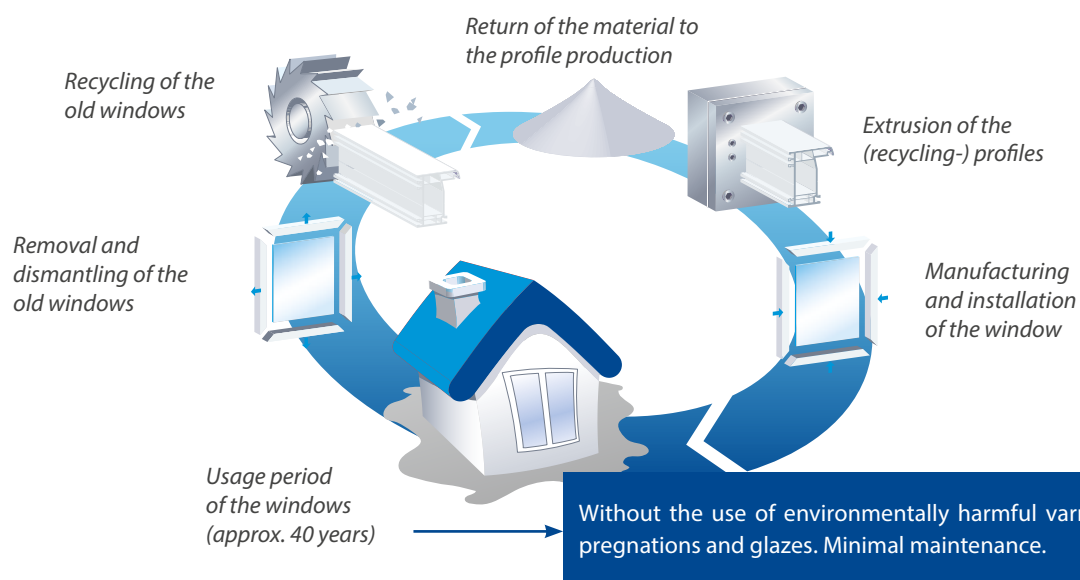 Return of the material to
the profile production
Recycling of the
old windows
Extrusion of the
(recycling-) profiles
Removal and
dismantling of the
old windows
Manufacturing
and installation
of the window
Usage period
of the windows
(approx. 40 years)
Without the use of environmentally harmful
pregnations and glazes. Minimal maintenance.